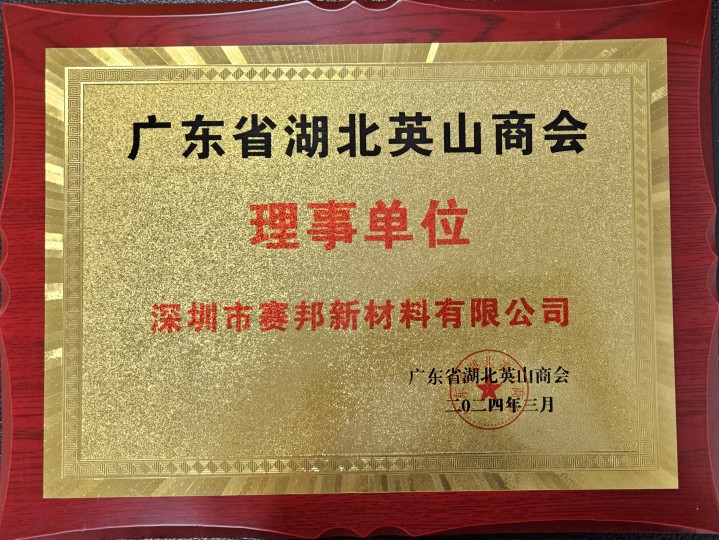 广东省湖北英山商会
理事单位
深圳市赛邦新材料有限公司
广东省湖北英山商会
二0二四年三月